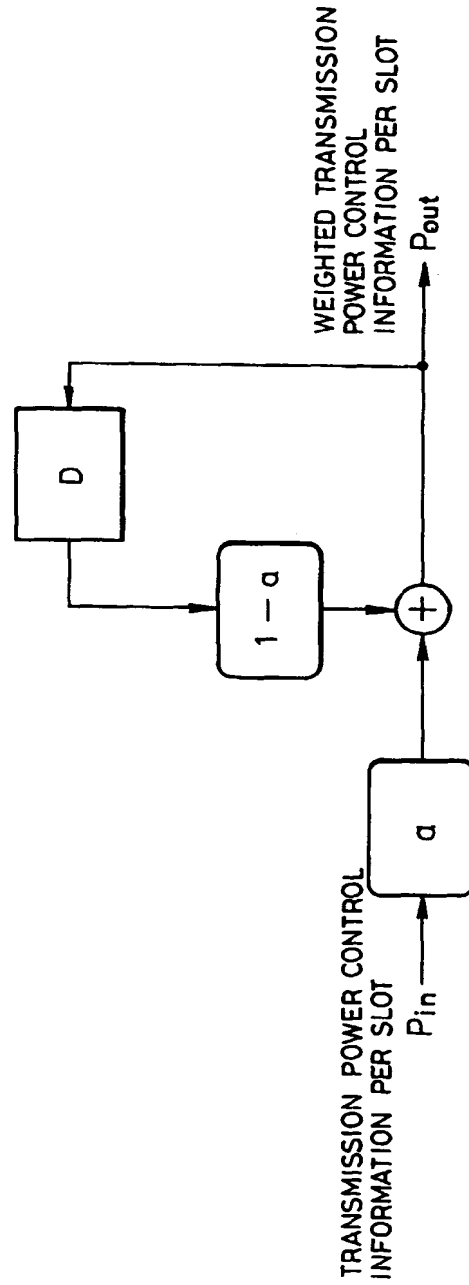 TRANSMISSION POWER CONTROL
INFORMATION PER SLOT
Pin
a
1 – a
D
+
WEIGHTED TRANSMISSION
POWER CONTROL
INFORMATION PER SLOT
Pout